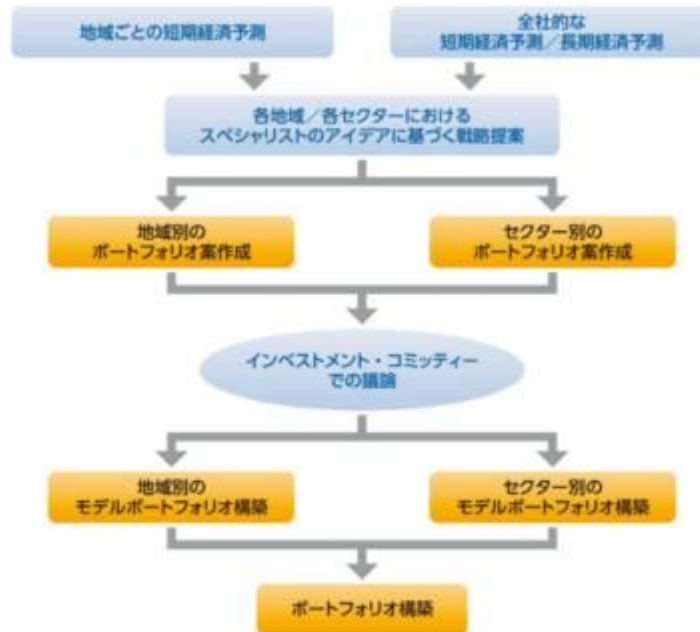 地域ごとの短期経済予測
全社的な
短期経済予測／長期経済予測
各地域／各セクターにおける
スペシャリストのアイデアに基づく戦略提案
地域別の
ポートフォリオ案作成
セクター別の
ポートフォリオ案作成
インベストメント・コミッティー
での議論
地域別の
モデルポートフォリオ構築
セクター別の
モデルポートフォリオ構築
ポートフォリオ構築